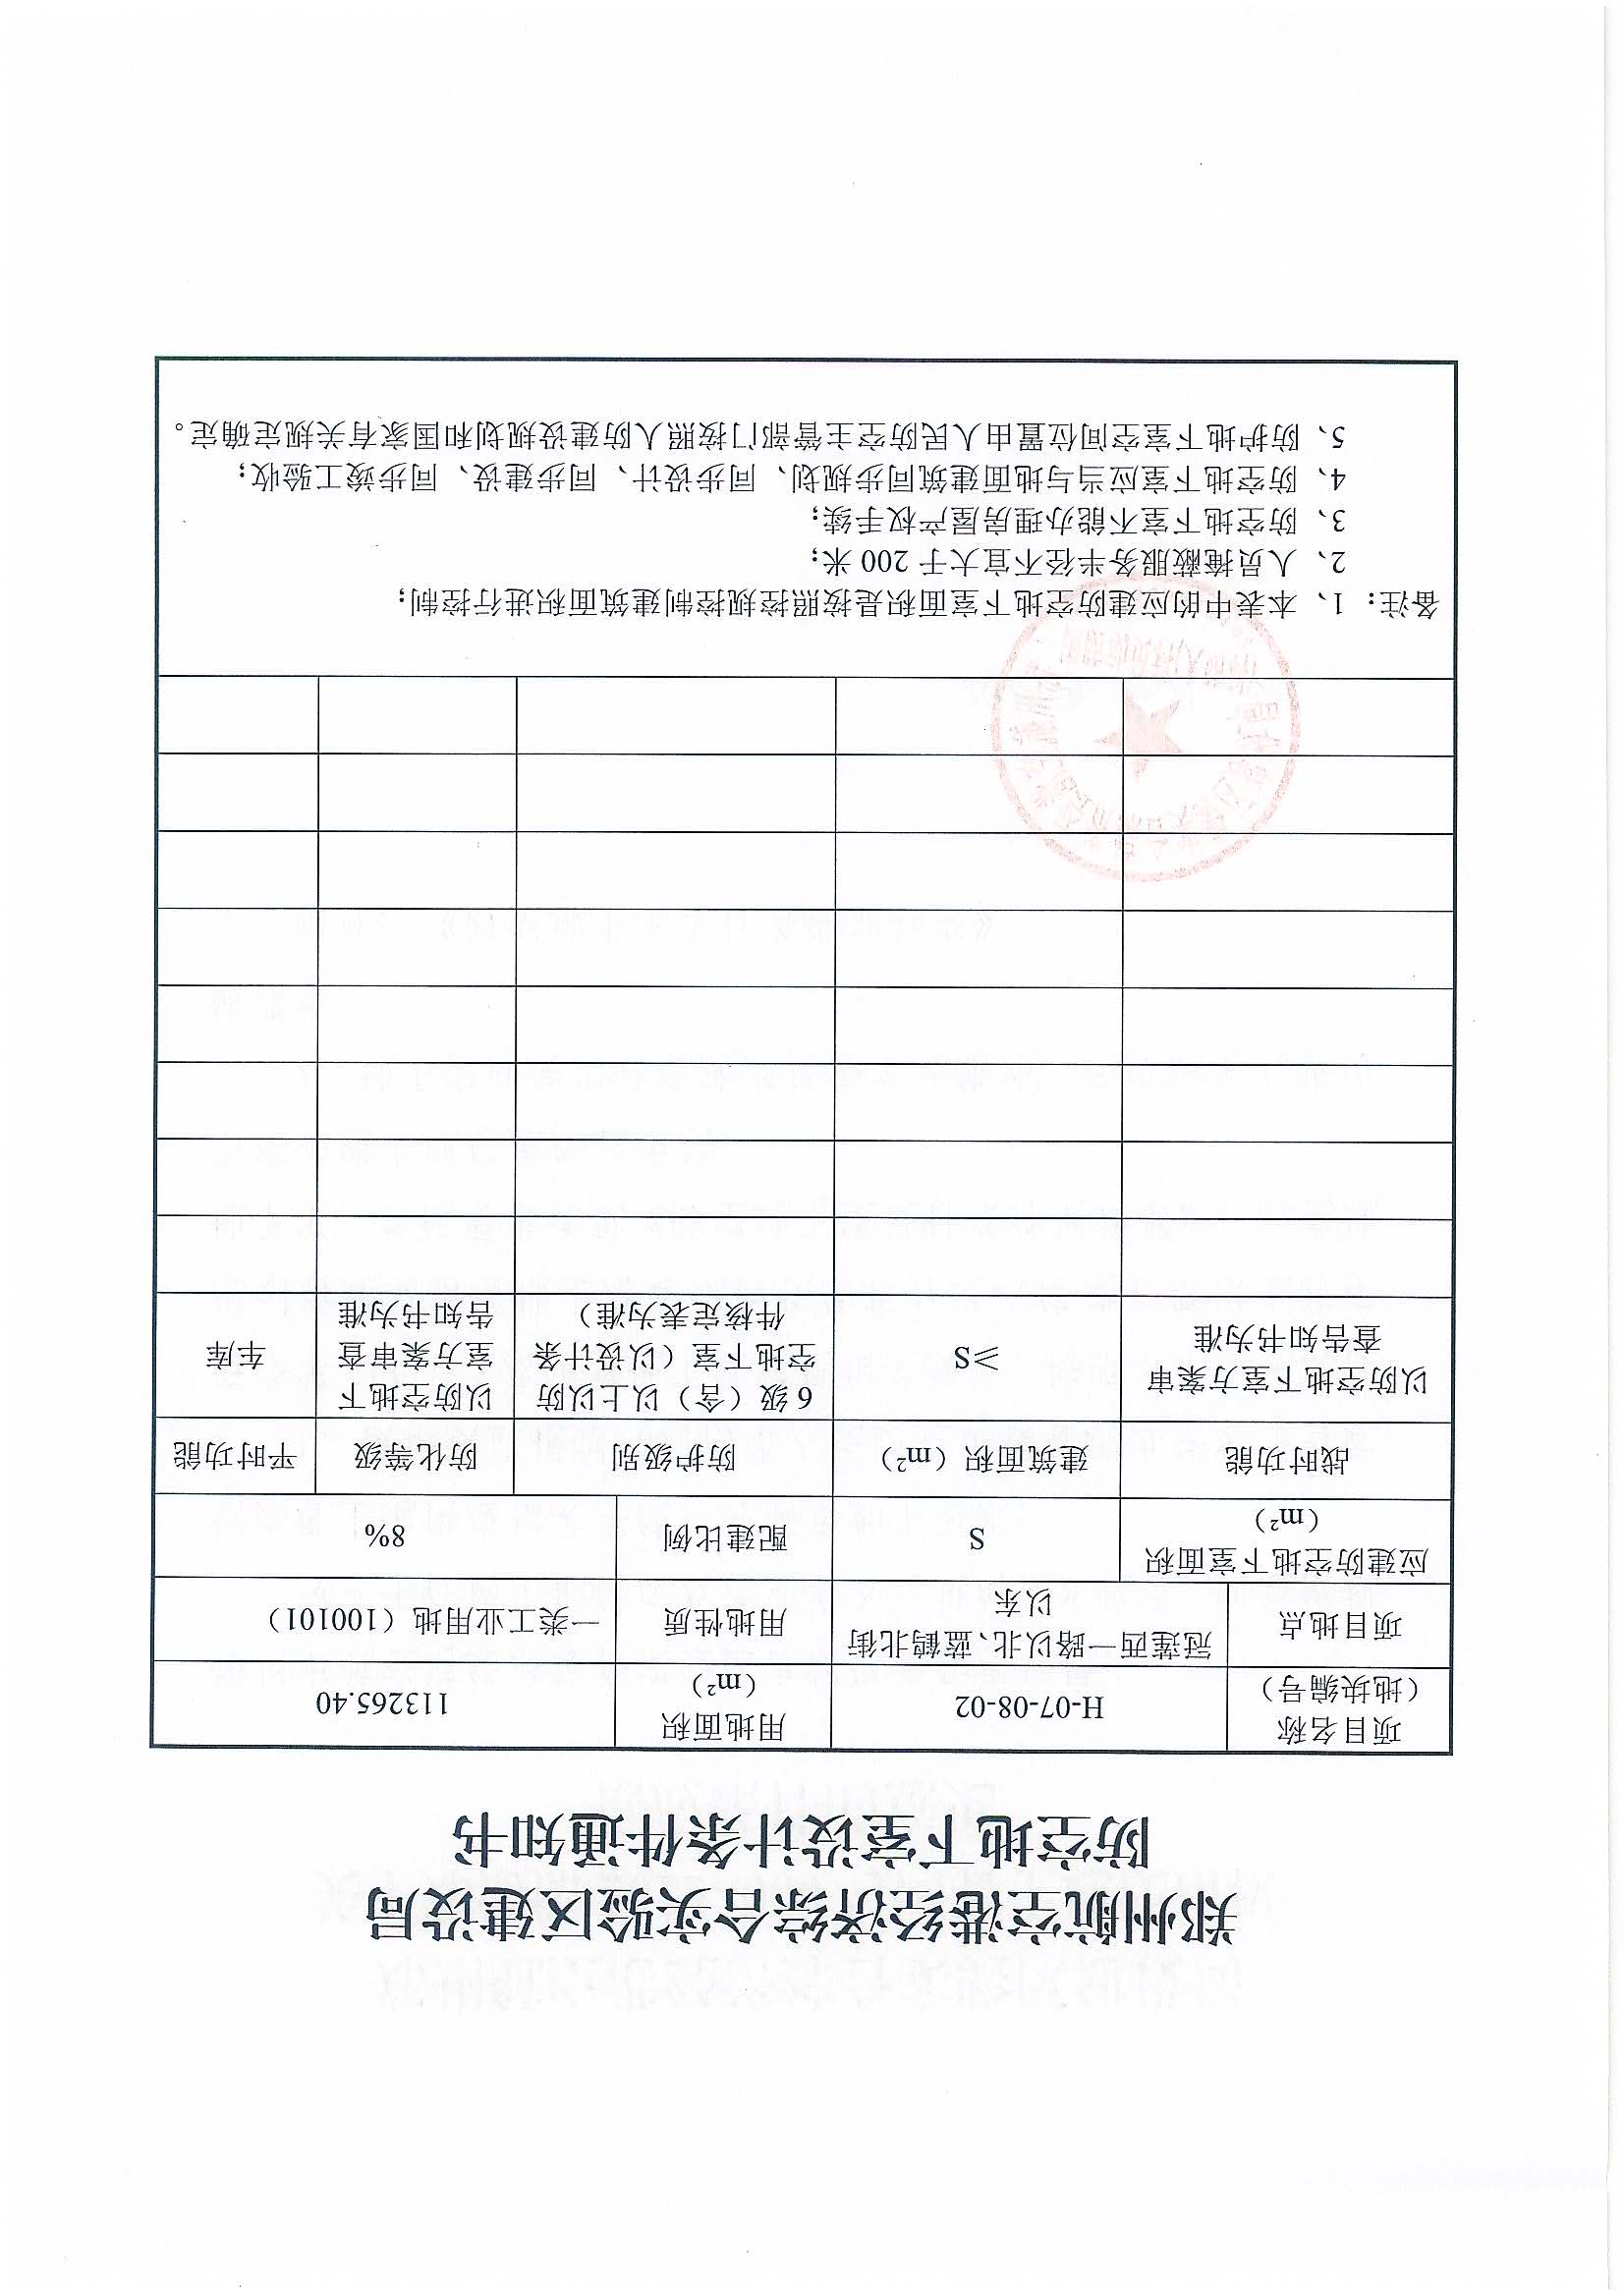 郑州航空港经济综合实验区建设局
防空地下室设计条件通知书
项目名称
（地块编号）
H-07-08-02
用地面积
（m²）
113265.40
项目地点
冠莲西一路以北、蓝鹤北街
以东
用地性质
一类工业用地（100101）
应建防空地下室面积
（m²）
S
配建比例
8%
战时功能
建筑面积（m²）
防护级别
防化等级
平时功能
以防空地下室方案审
查告知书为准
≥S
6 级（含）以上以防
空地下室（以设计条
件核定表为准）
以防空地下
室方案审查
告知书为准
车库
备注：1、本表中的应建防空地下室面积是按照控规控制建筑面积进行控制；
2、人员掩蔽服务半径不宜大于 200 米；
3、防空地下室不能办理房屋产权手续；
4、防空地下室应当与地面建筑同步规划、同步设计、同步建设、同步竣工验收；
5、防护地下室空间位置由人民防空主管部门按照人防建设规划和国家有关规定确定。